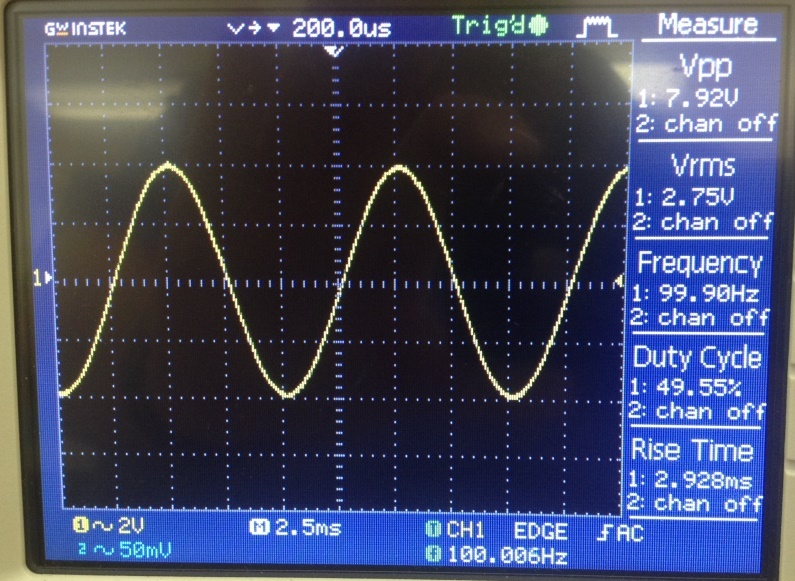 GW INSTEK 200.0us Trig'd Measure
Vpp
1: 7.92V
2: chan off
Vrms
1: 2.75V
2: chan off
Frequency
1: 99.90Hz
2: chan off
Duty Cycle
1: 49.55%
2: chan off
Rise Time
1: 2.928ms
2: chan off
1
1 ~ 2V M 2.5ms T CH1 EDGE AC
2 ~ 50mV F 100.006Hz